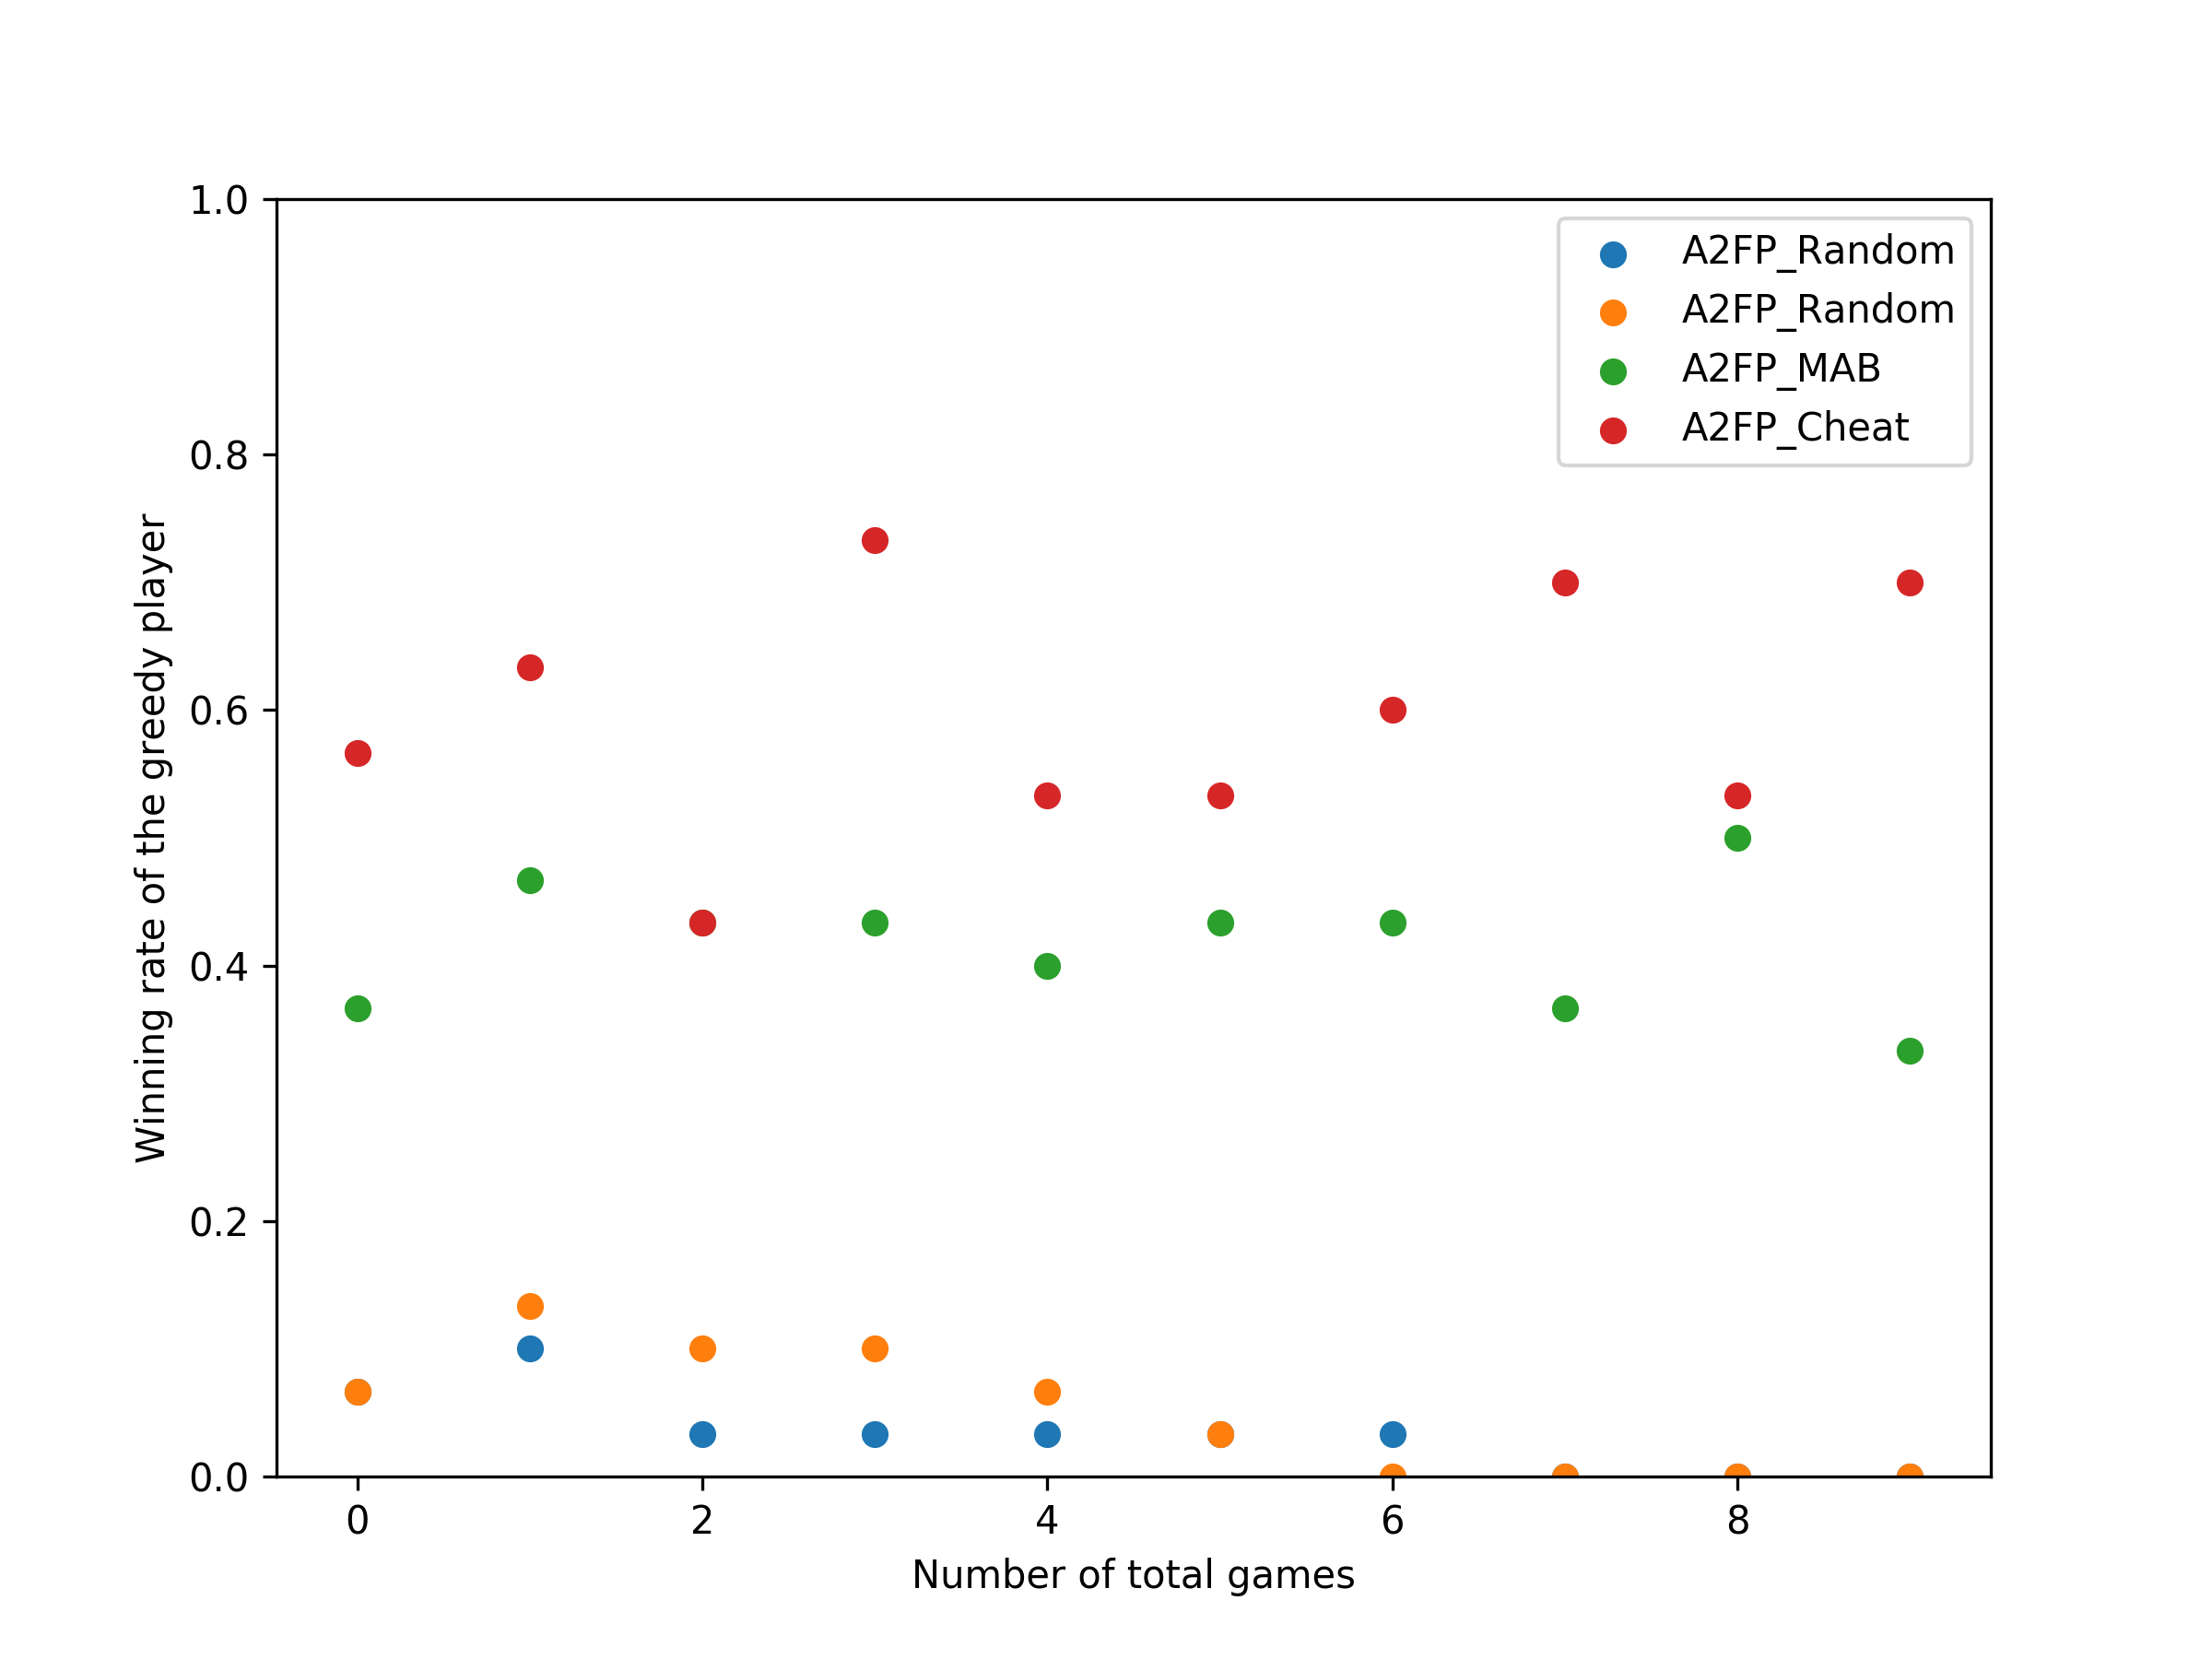 1.0
0.8
0.6
0.4
0.2
0.0
Winning rate of the greedy player
A2FP_Random
A2FP_Random
A2FP_MAB
A2FP_Cheat
0 2 4 6 8
Number of total games